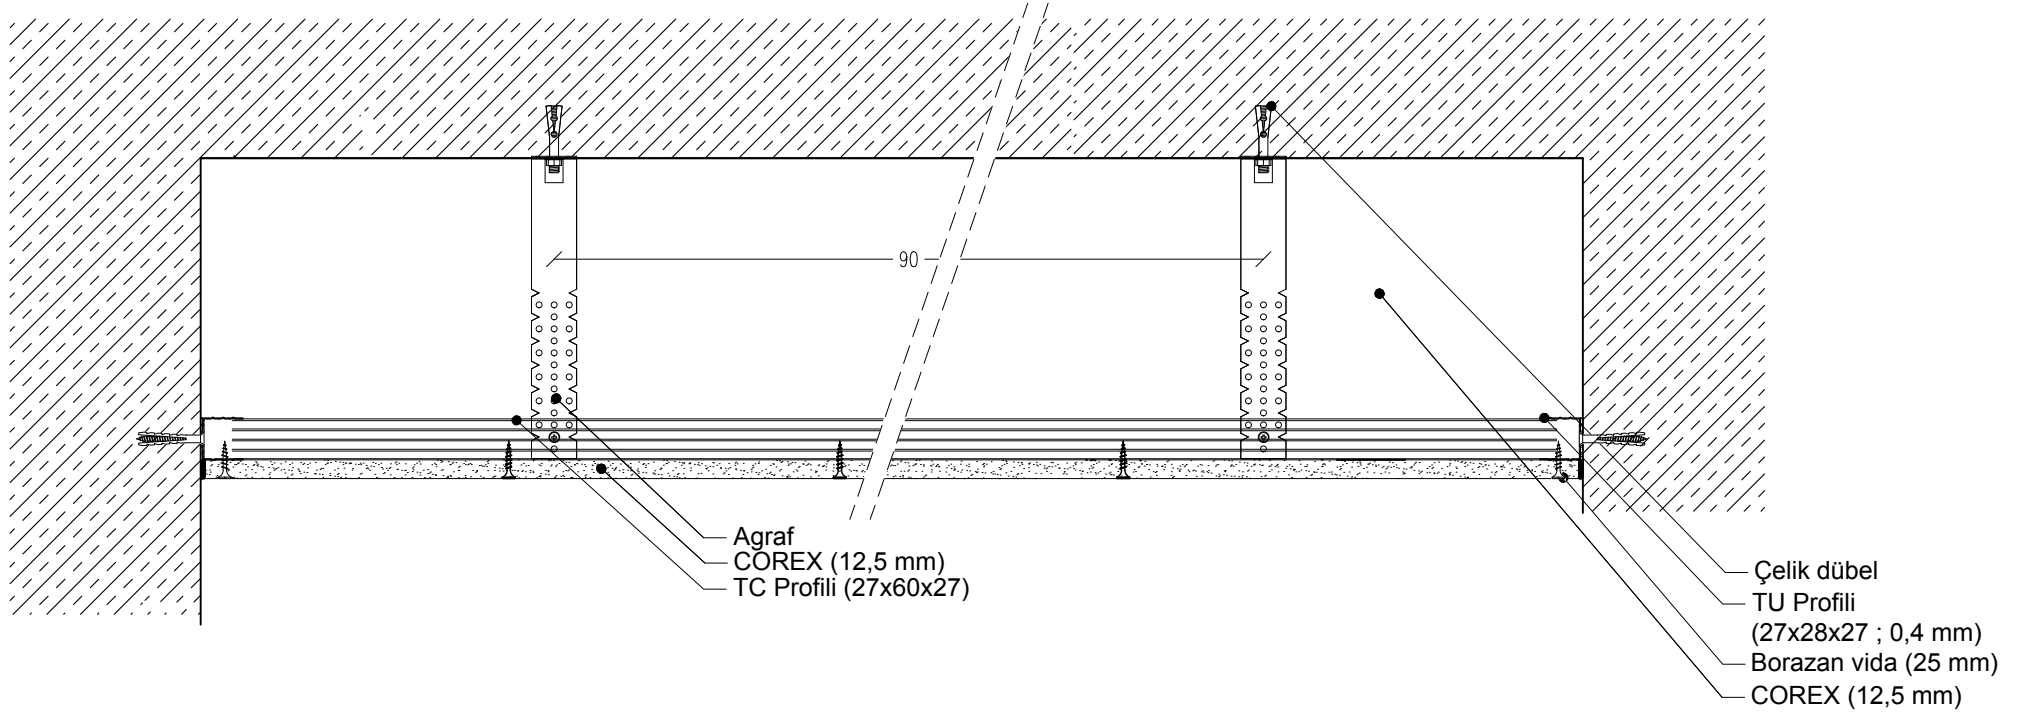 90
Agraf
COREX (12,5 mm)
TC Profili (27x60x27)
Çelik dübel
TU Profili
(27x28x27 ; 0,4 mm)
Borazan vida (25 mm)
COREX (12,5 mm)